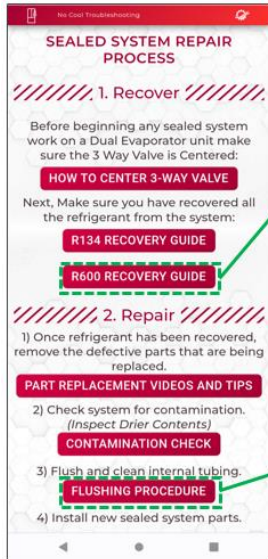 No Cool Troubleshooting
SEALED SYSTEM REPAIR
PROCESS
1. Recover
Before beginning any sealed system
work on a Dual Evaporator unit make
sure the 3 Way Valve is Centered:
HOW TO CENTER 3-WAY VALVE
Next, Make sure you have recovered all
the refrigerant from the system:
R134 RECOVERY GUIDE
R600 RECOVERY GUIDE
2. Repair
1) Once refrigerant has been recovered,
remove the defective parts that are being
replaced.
PART REPLACEMENT VIDEOS AND TIPS
2) Check system for contamination.
(Inspect Drier Contents)
CONTAMINATION CHECK
3) Flush and clean internal tubing.
FLUSHING PROCEDURE
4) Install new sealed system parts.